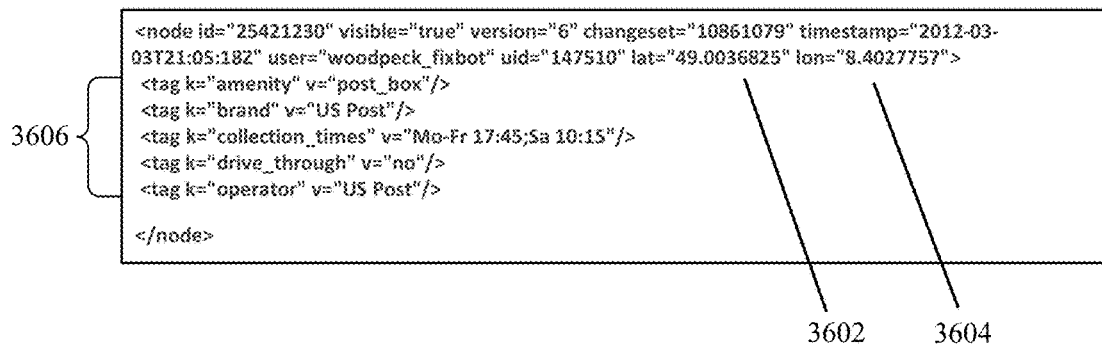 <node id="25421230" visible="true" version="6" changeset="10861079" timestamp="2012-03-
03T21:05:18Z" user="woodpeck_fixbot" uid="147510" lat="49.0036825" lon="8.4027757">
<tag k="amenity" v="post_box"/>
<tag k="brand" v="US Post"/>
3606
<tag k="collection_times" v="Mo-Fr 17:45;Sa 10:15"/>
<tag k="drive_through" v="no"/>
<tag k="operator" v="US Post"/>
</node>
3602 3604